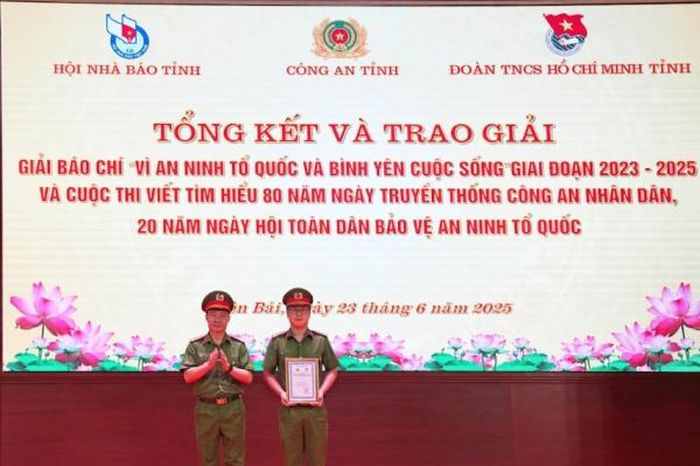 HỘI NHÀ BÁO TỈNH
CÔNG AN TỈNH
ĐOÀN TNCS HỒ CHÍ MINH TỈNH
TỔNG KẾT VÀ TRAO GIẢI
GIẢI BÁO CHÍ "VÌ AN NINH TỔ QUỐC VÀ BÌNH YÊN CUỘC SỐNG" GIAI ĐOẠN 2023 - 2025
VÀ CUỘC THI VIẾT TÌM HIỂU 80 NĂM NGÀY TRUYỀN THỐNG CÔNG AN NHÂN DÂN,
20 NĂM NGÀY HỘI TOÀN DÂN BẢO VỆ AN NINH TỔ QUỐC
Bái, ngày 23 tháng 6 năm 2025